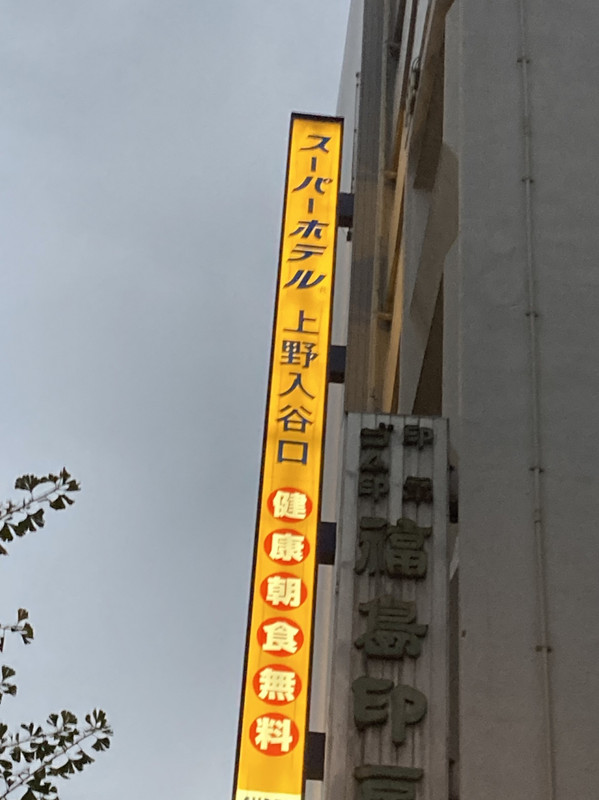 スーパーホテル
上野入谷口
健康朝食無料
印章
ゴム印
福島印房